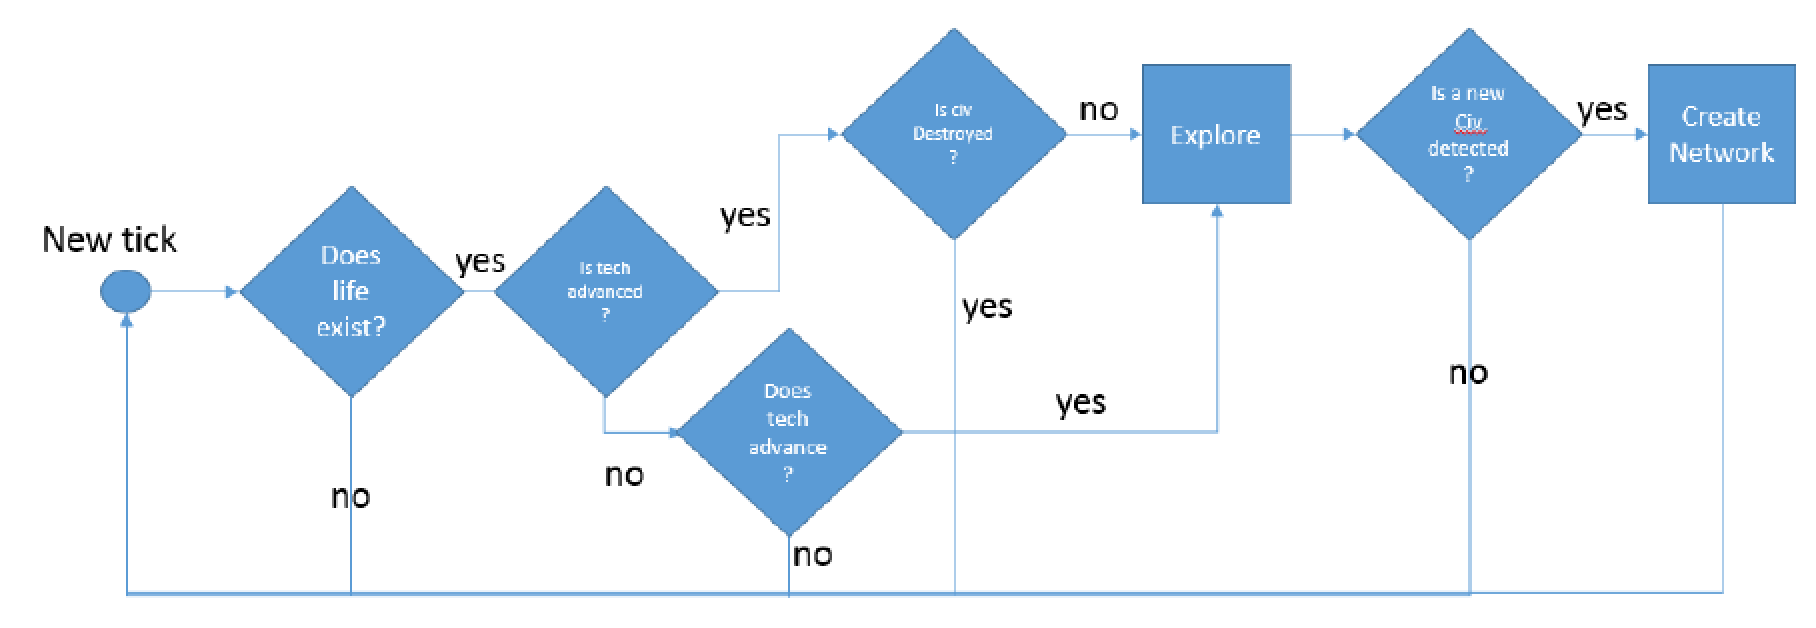 New tick
Does
life
exist?
yes
no
Is tech
advanced
?
yes
no
Does
tech
advance
?
yes
no
Is civ
Destroyed
?
no
yes
Explore
Is a new
Civ
detected
?
yes
no
Create
Network